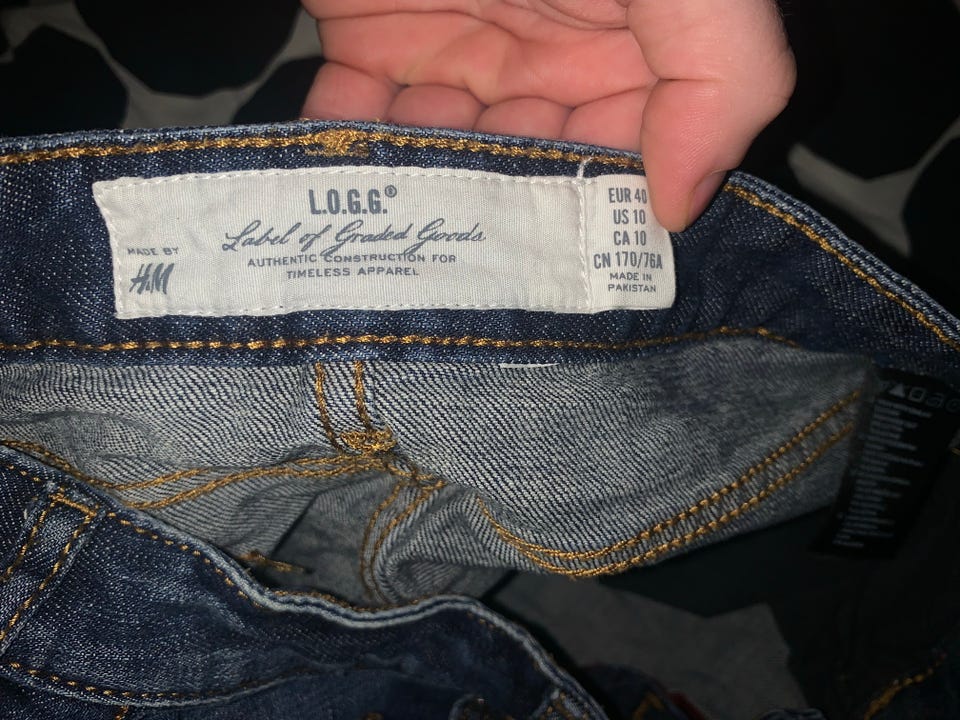 L.O.G.G.®
Label of Graded Goods
AUTHENTIC CONSTRUCTION FOR
TIMELESS APPAREL
MADE BY
H&M
EUR 40
US 10
CA 10
CN 170/76A
MADE IN
PAKISTAN